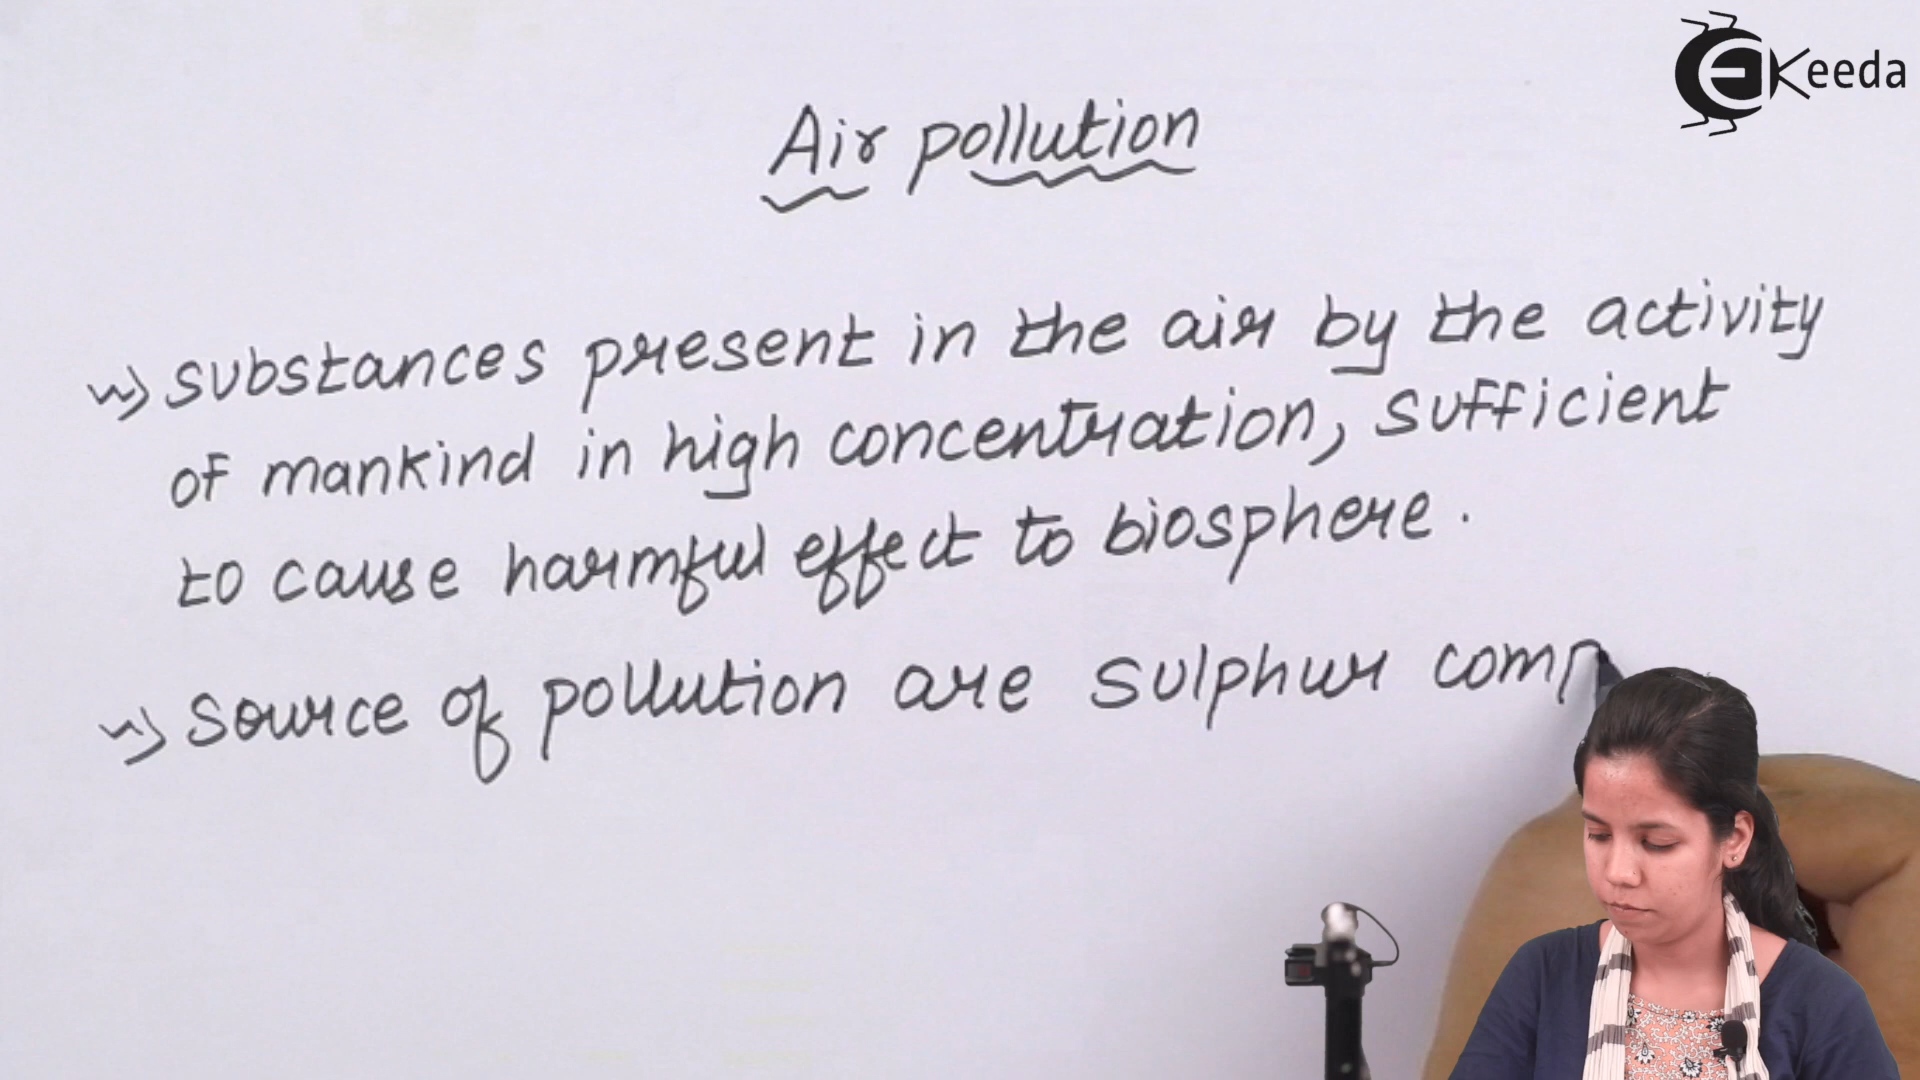 EKeeda
Air pollution
substances present in the air by the activity
of mankind in high concentration, sufficient
to cause harmful effect to biosphere.
Source of pollution are sulphur comp